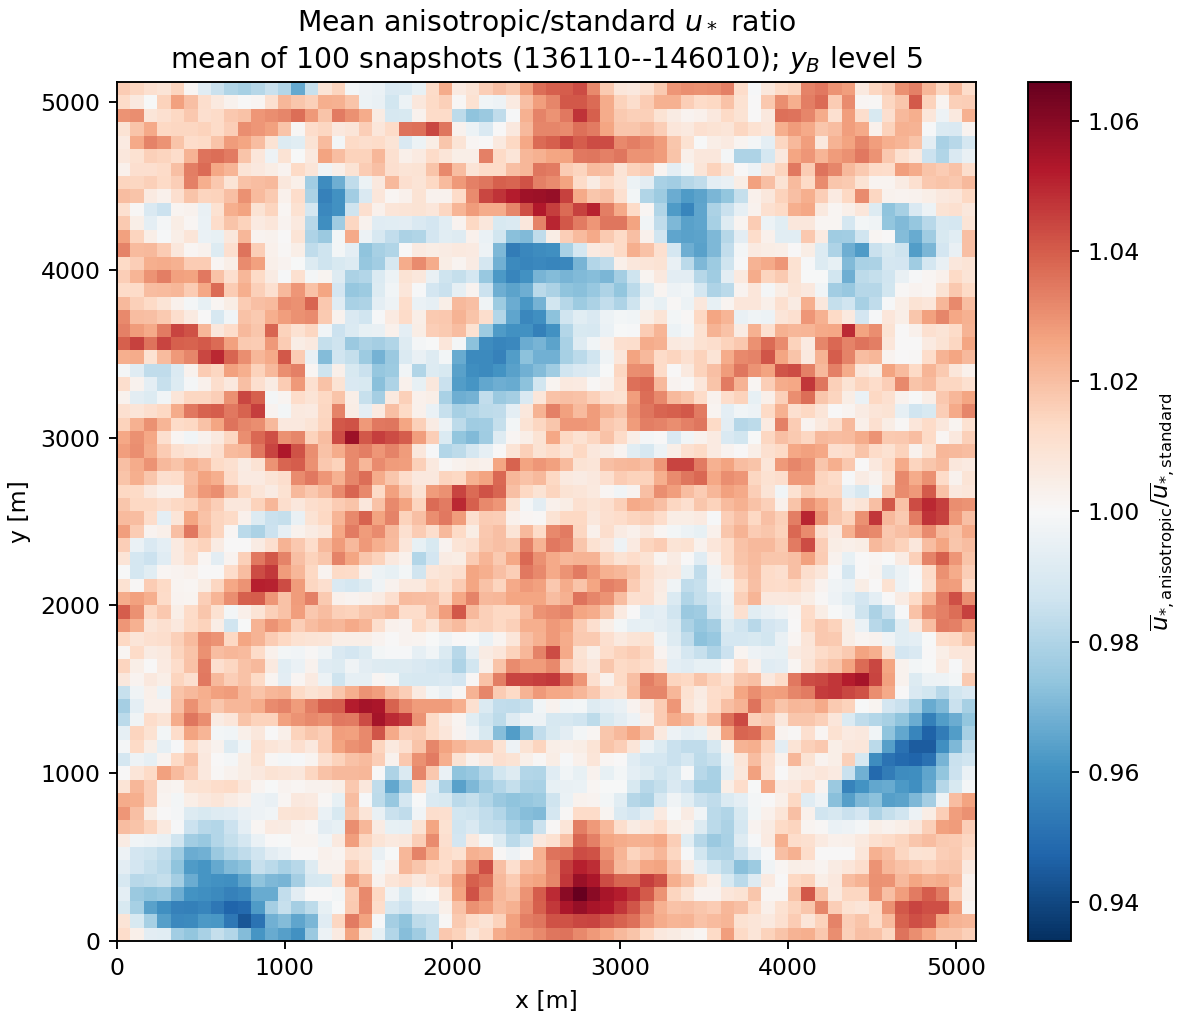 Mean anisotropic/standard u_* ratio
mean of 100 snapshots (136110--146010); y_B level 5
5000
4000
3000
2000
1000
0
y [m]
0 1000 2000 3000 4000 5000
x [m]
1.06
1.04
1.02
1.00
0.98
0.96
0.94
u̅_{*, anisotropic}/u̅_{*, standard}